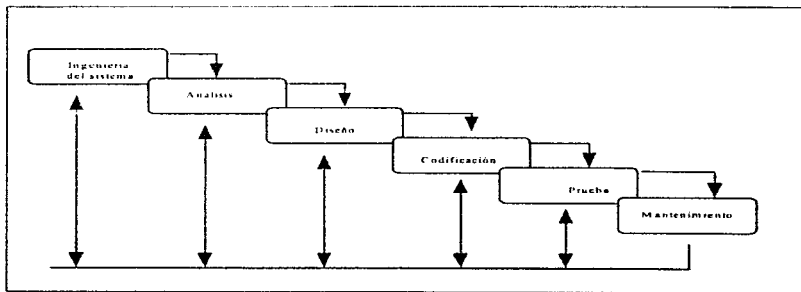 Ingeniería
del sistema
Análisis
Diseño
Codificación
Prueba
Mantenimiento